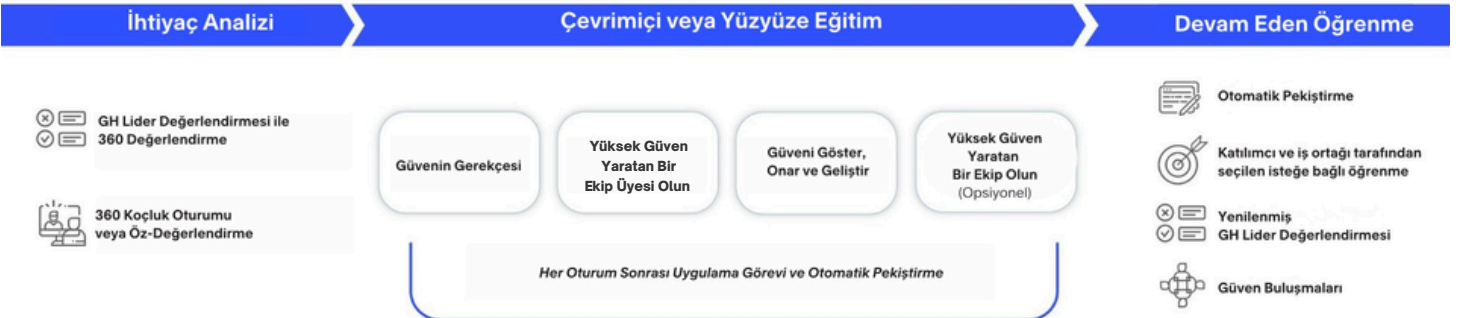 İhtiyaç Analizi
Çevrimiçi veya Yüzyüze Eğitim
Devam Eden Öğrenme
GH Lider Değerlendirmesi ile
360 Değerlendirme
360 Koçluk Oturumu
veya Öz-Değerlendirme
Güvenin Gerekçesi
Yüksek Güven
Yaratan Bir
Ekip Üyesi Olun
Güveni Göster,
Onar ve Geliştir
Yüksek Güven
Yaratan
Bir Ekip Olun
(Opsiyonel)
Her Oturum Sonrası Uygulama Görevi ve Otomatik Pekiştirme
Otomatik Pekiştirme
Katılımcı ve iş ortağı tarafından
seçilen isteğe bağlı öğrenme
Yenilenmiş
GH Lider Değerlendirmesi
Güven Buluşmaları